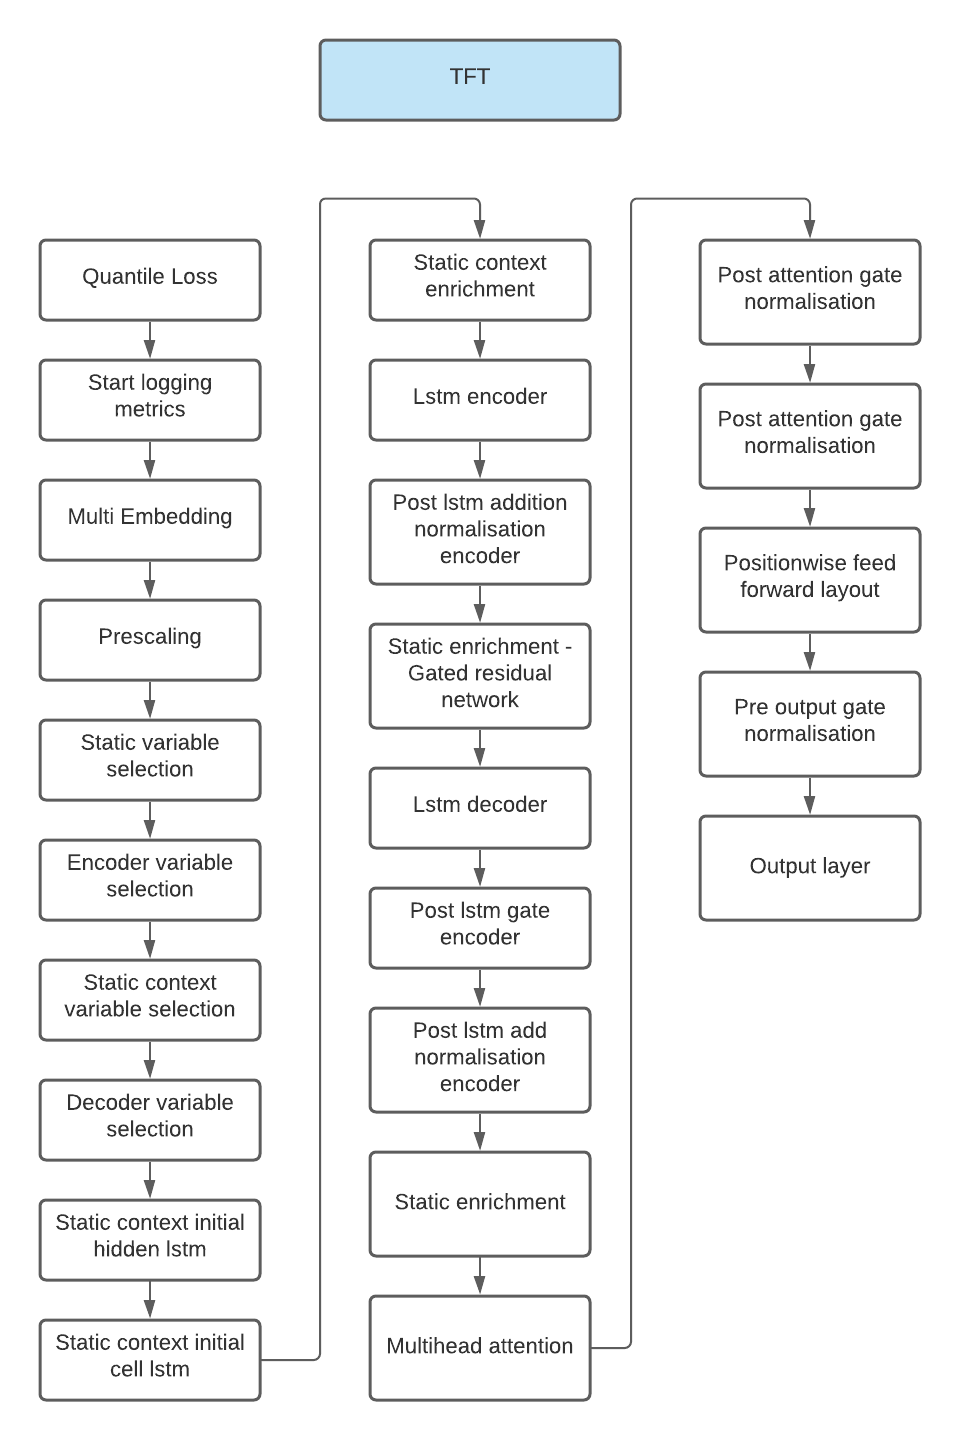 TFT
Quantile Loss
Start logging
metrics
Multi Embedding
Prescaling
Static variable
selection
Encoder variable
selection
Static context
variable selection
Decoder variable
selection
Static context initial
hidden lstm
Static context initial
cell lstm
Static context
enrichment
Lstm encoder
Post lstm addition
normalisation
encoder
Static enrichment -
Gated residual
network
Lstm decoder
Post lstm gate
encoder
Post lstm add
normalisation
encoder
Static enrichment
Multihead attention
Post attention gate
normalisation
Post attention gate
normalisation
Positionwise feed
forward layout
Pre output gate
normalisation
Output layer